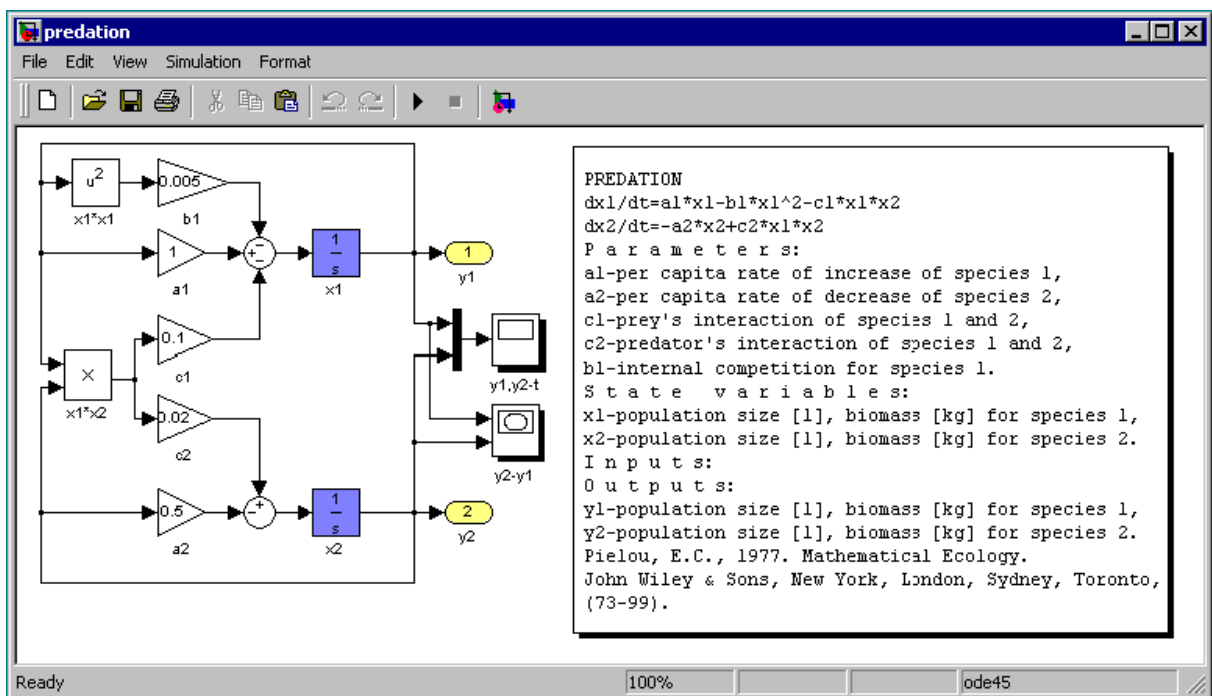 predation
File Edit View Simulation Format
u²
x1*x1
0.005
b1
1
a1
1
s
x1
1
y1
0.1
c1
×
x1*x2
y1,y2-t
0.02
c2
y2-y1
0.5
a2
1
s
x2
2
y2
PREDATION
dx1/dt=a1*x1-b1*x1^2-c1*x1*x2
dx2/dt=-a2*x2+c2*x1*x2
P a r a m e t e r s:
a1-per capita rate of increase of species 1,
a2-per capita rate of decrease of species 2,
c1-prey's interaction of species 1 and 2,
c2-predator's interaction of species 1 and 2,
b1-internal competition for species 1.
S t a t e   v a r i a b l e s:
x1-population size [1], biomass [kg] for species 1,
x2-population size [1], biomass [kg] for species 2.
I n p u t s:
O u t p u t s:
y1-population size [1], biomass [kg] for species 1,
y2-population size [1], biomass [kg] for species 2.
Pielou, E.C., 1977. Mathematical Ecology.
John Wiley & Sons, New York, London, Sydney, Toronto,
(73-99).
Ready 100% ode45